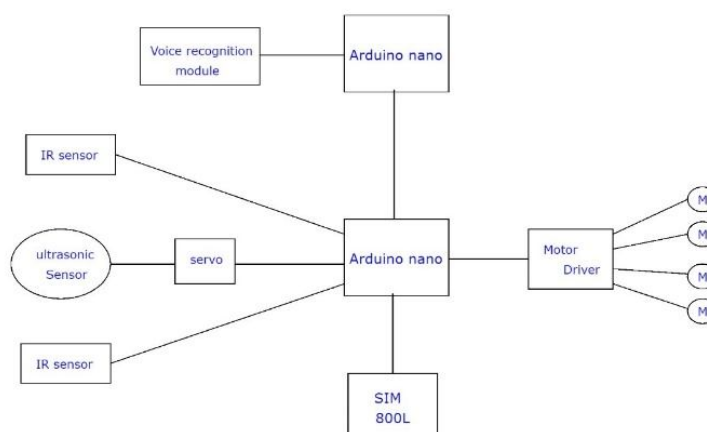 Voice recognition
module
Arduino nano
IR sensor
ultrasonic
Sensor
servo
Arduino nano
Motor
Driver
M
M
M
M
IR sensor
SIM
800L